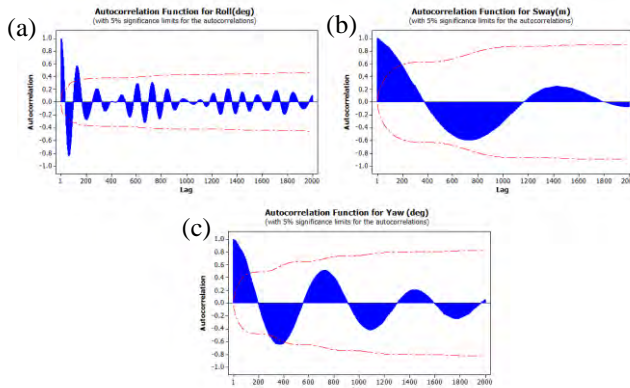 (a)
Autocorrelation Function for Roll(deg)
(with 5% significance limits for the autocorrelations)
Autocorrelation
1.0
0.8
0.6
0.4
0.2
0.0
-0.2
-0.4
-0.6
-0.8
-1.0
1 200 400 600 800 1000 1200 1400 1600 1800 2000
Lag
(b)
Autocorrelation Function for Sway(m)
(with 5% significance limits for the autocorrelations)
Autocorrelation
1.0
0.8
0.6
0.4
0.2
0.0
-0.2
-0.4
-0.6
-0.8
-1.0
1 200 400 600 800 1000 1200 1400 1600 1800 2000
Lag
(c)
Autocorrelation Function for Yaw (deg)
(with 5% significance limits for the autocorrelations)
Autocorrelation
1.0
0.8
0.6
0.4
0.2
0.0
-0.2
-0.4
-0.6
-0.8
-1.0
1 200 400 600 800 1000 1200 1400 1600 1800 2000